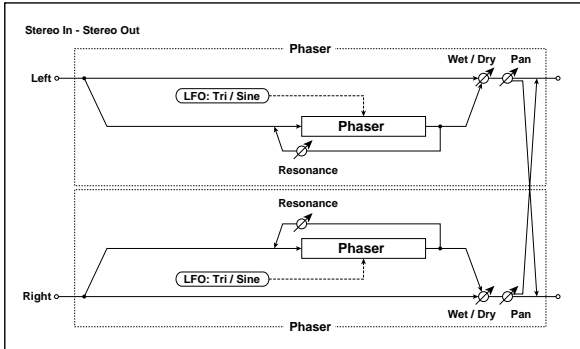 Stereo In - Stereo Out
Phaser
Wet / Dry Pan
Left
LFO: Tri / Sine
Phaser
Resonance
Resonance
Phaser
LFO: Tri / Sine
Right
Wet / Dry Pan
Phaser